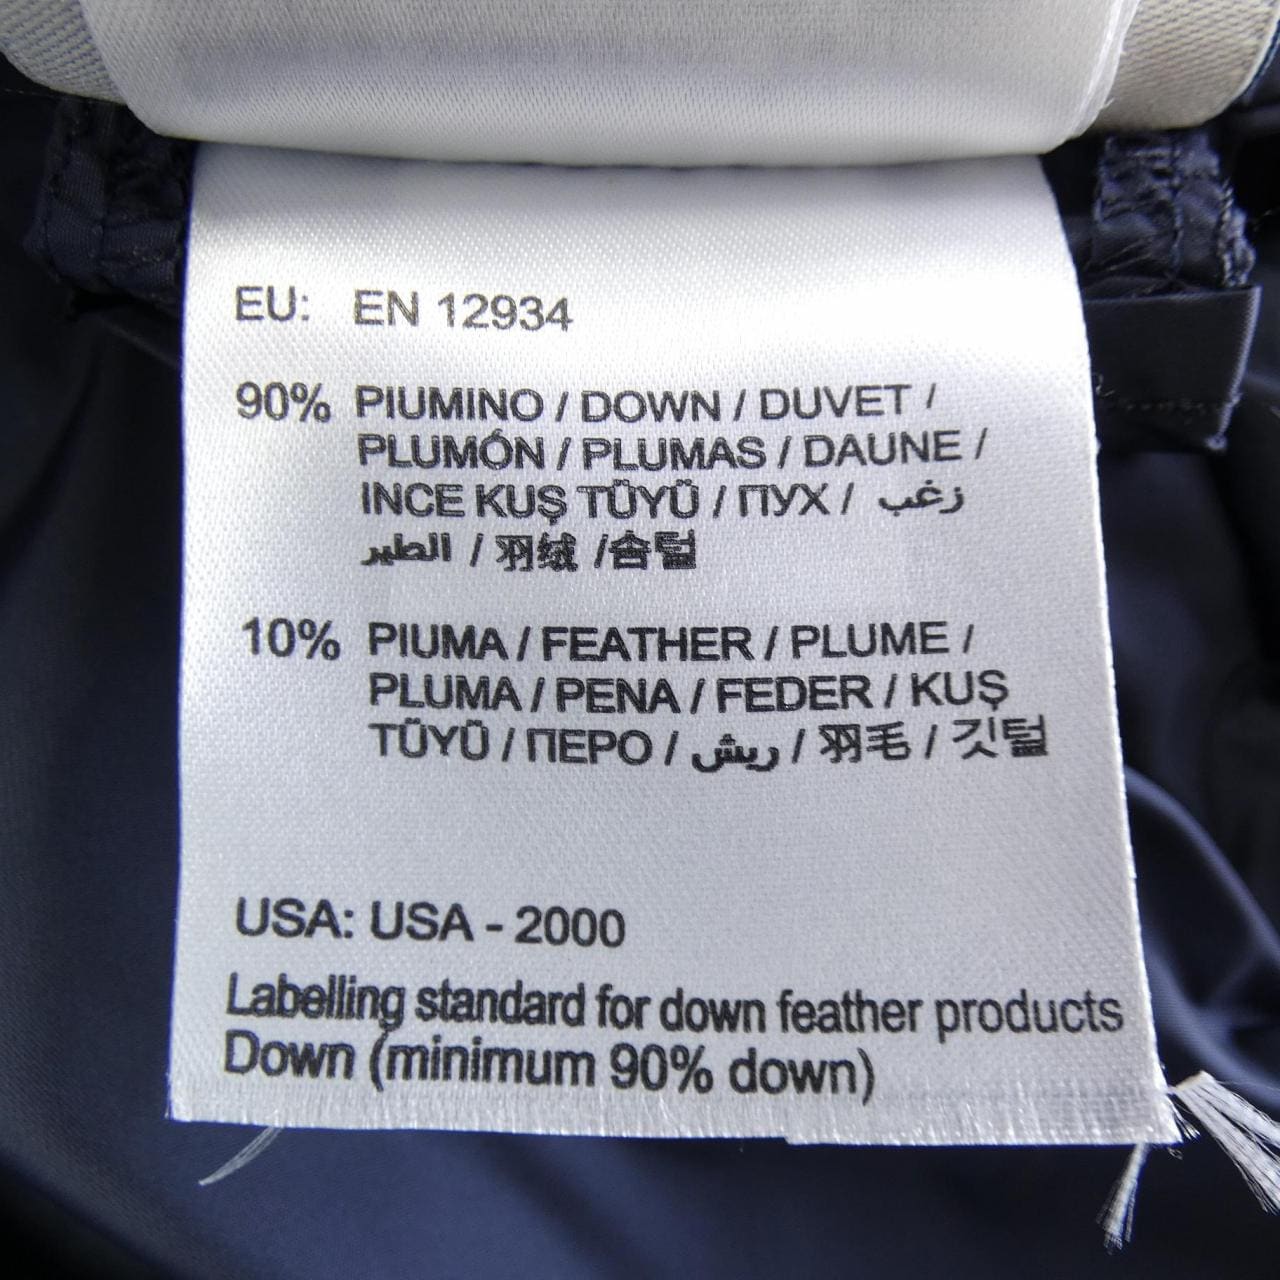 EU: EN 12934
90% PIUMINO / DOWN / DUVET /
PLUMÓN / PLUMAS / DAUNE /
INCE KUŞ TÜYÜ / ПУХ / زغب
الطير / 羽绒 /솜털
10% PIUMA / FEATHER / PLUME /
PLUMA / PENA / FEDER / KUŞ
TÜYÜ / ПЕРО / ريش / 羽毛 / 깃털
USA: USA - 2000
Labelling standard for down feather products
Down (minimum 90% down)